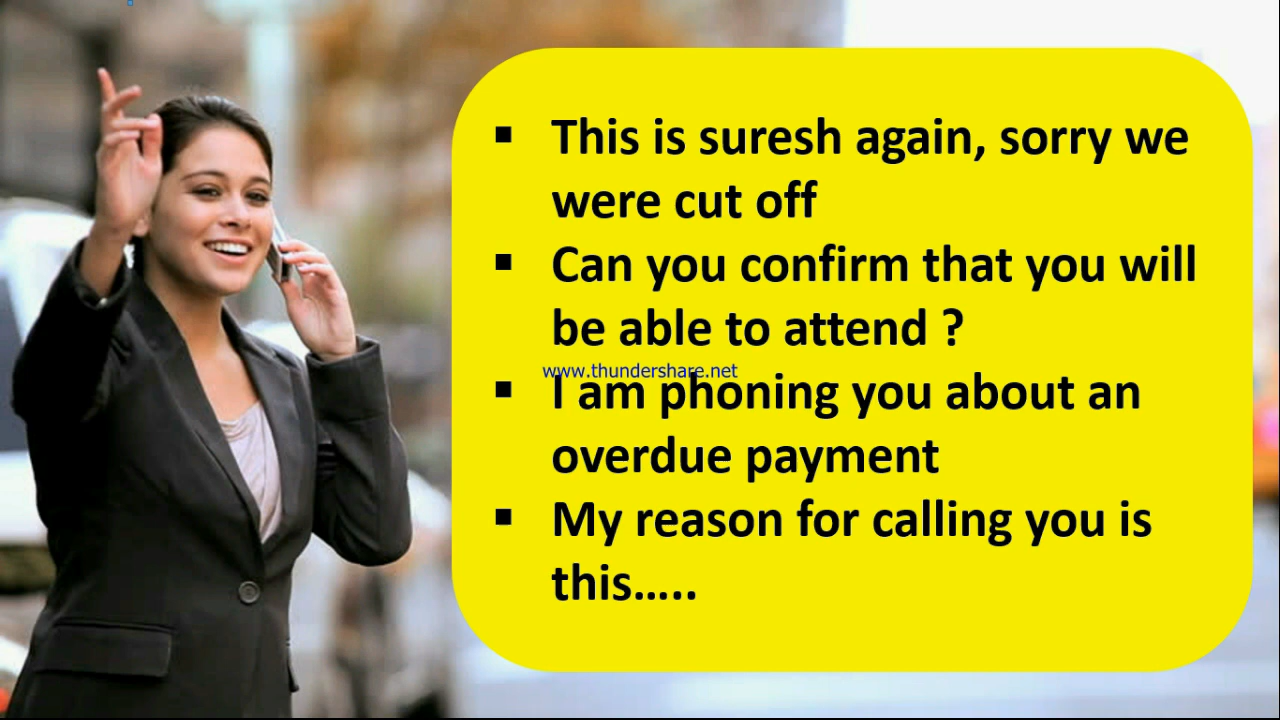 ▪ This is suresh again, sorry we
were cut off
▪ Can you confirm that you will
be able to attend ?
www.thundershare.net
▪ I am phoning you about an
overdue payment
▪ My reason for calling you is
this.....